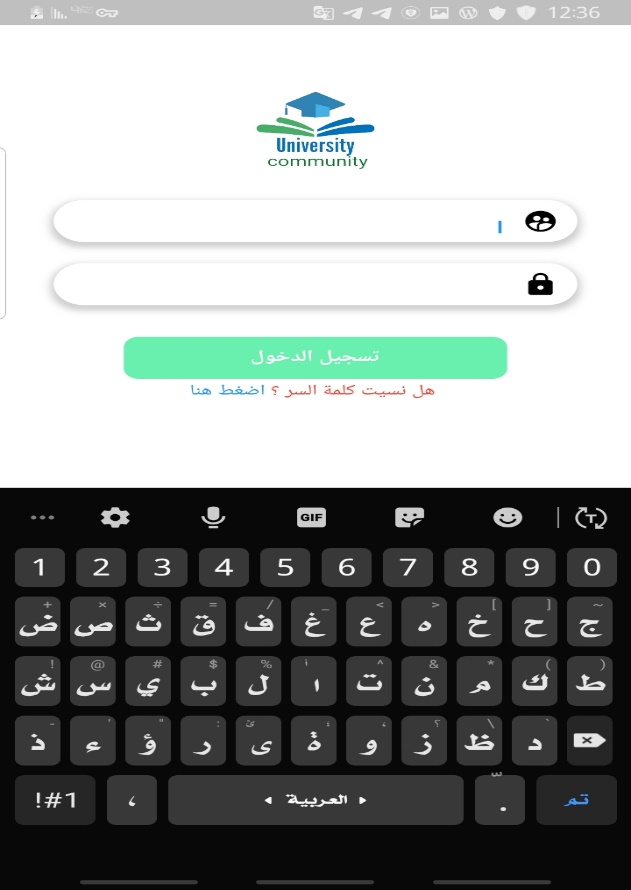 12:36
University
community
تسجيل الدخول
هل نسيت كلمة السر ؟ اضغط هنا
... GIF T
1 2 3 4 5 6 7 8 9 0
ض ص ث ق ف غ ع ه خ ح ج
+ × ÷ = / _ < > [ ] ~
ش س ي ب ل ا ت ن م ك ط
! @ # $ % ^ & * ( )
ذ ء ؤ ر ى ة و ز ظ د
- ' " : ؛ ، ؟ \ `
!#1 ، العربية . تم